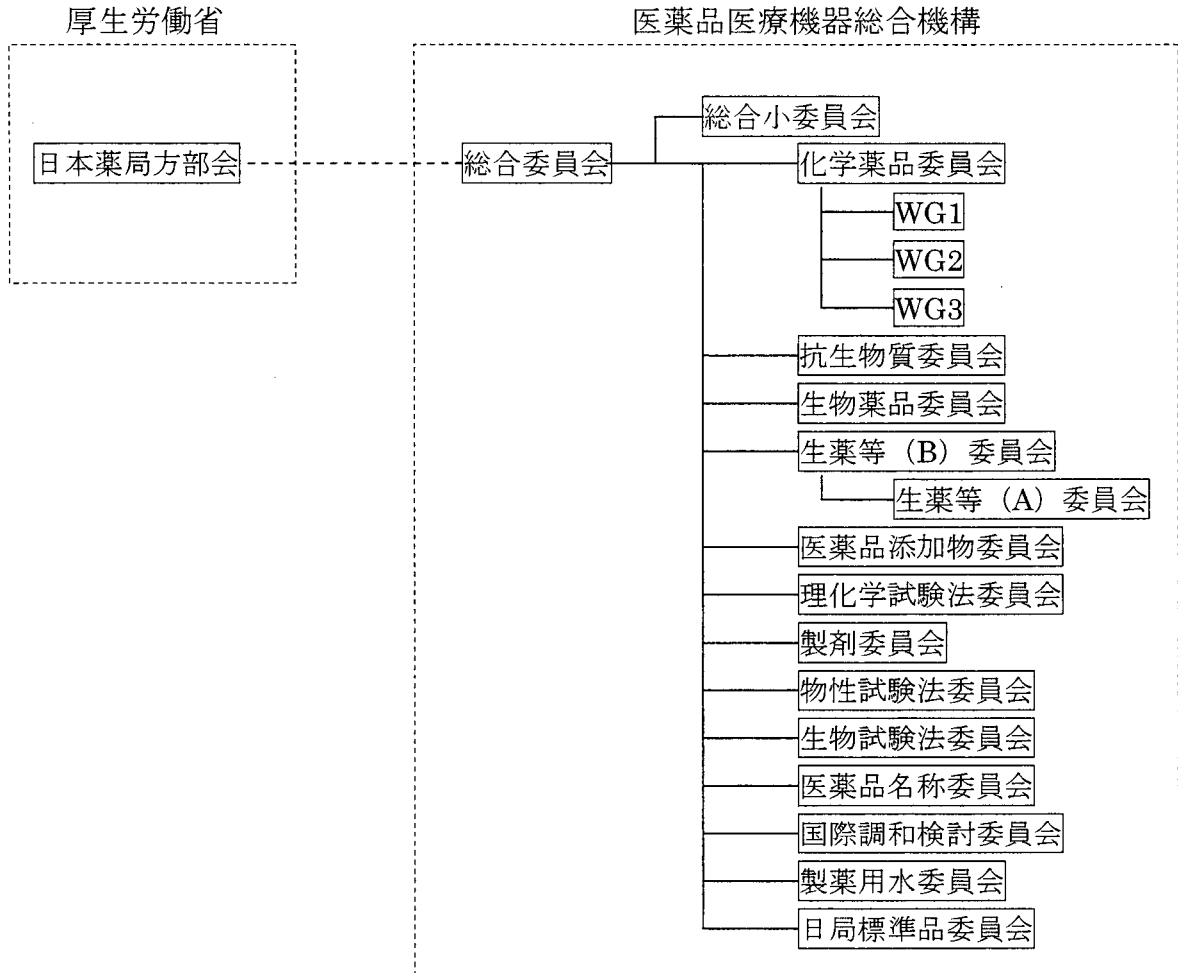 厚生労働省
医薬品医療機器総合機構
総合小委員会
日本薬局方部会
総合委員会
化学薬品委員会
WG1
WG2
WG3
抗生物質委員会
生物薬品委員会
生薬等（B）委員会
生薬等（A）委員会
医薬品添加物委員会
理化学試験法委員会
製剤委員会
物性試験法委員会
生物試験法委員会
医薬品名称委員会
国際調和検討委員会
製薬用水委員会
日局標準品委員会